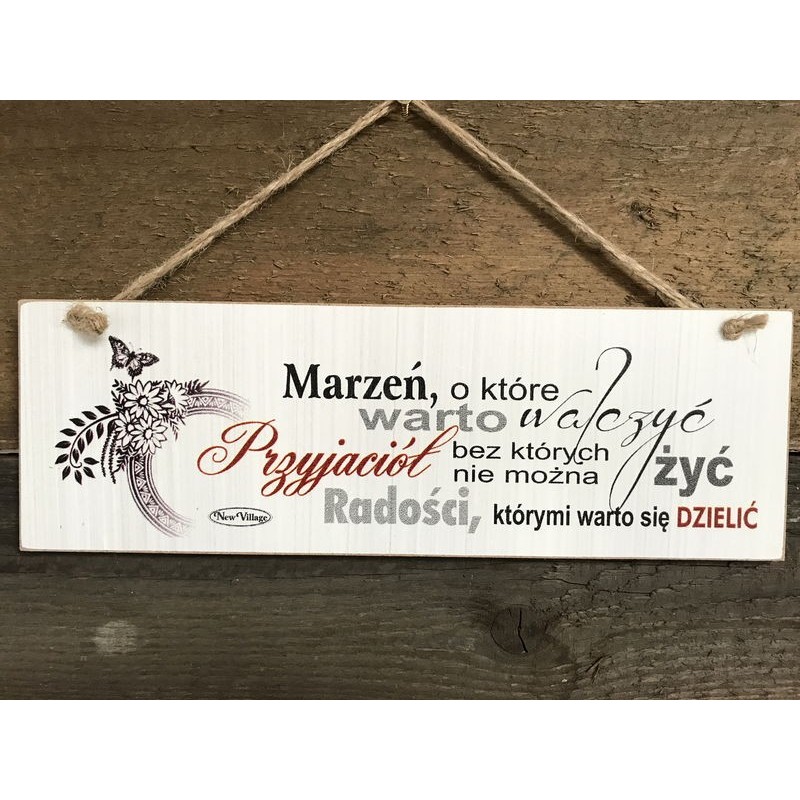 Marzeń, o które
warto walczyć
Przyjaciół bez których
nie można żyć
Radości, którymi warto się DZIELIĆ
New Village